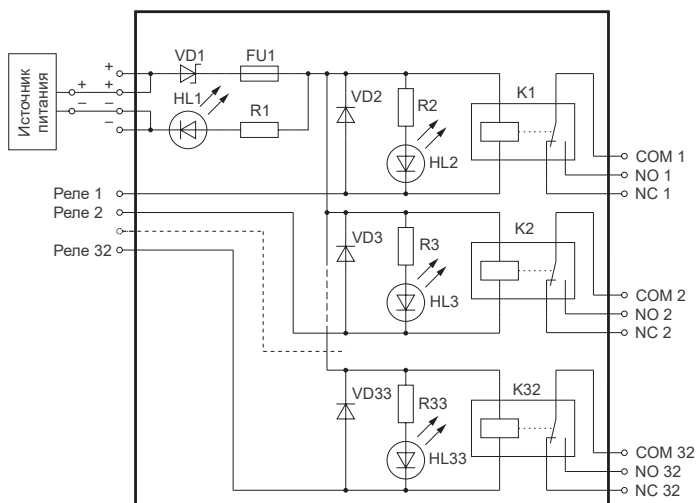 Источник
питания
+
+
+
−
−
−
VD1
FU1
HL1
R1
VD2
R2
HL2
K1
COM 1
NO 1
NC 1
Реле 1
Реле 2
Реле 32
VD3
R3
HL3
K2
COM 2
NO 2
NC 2
VD33
R33
HL33
K32
COM 32
NO 32
NC 32